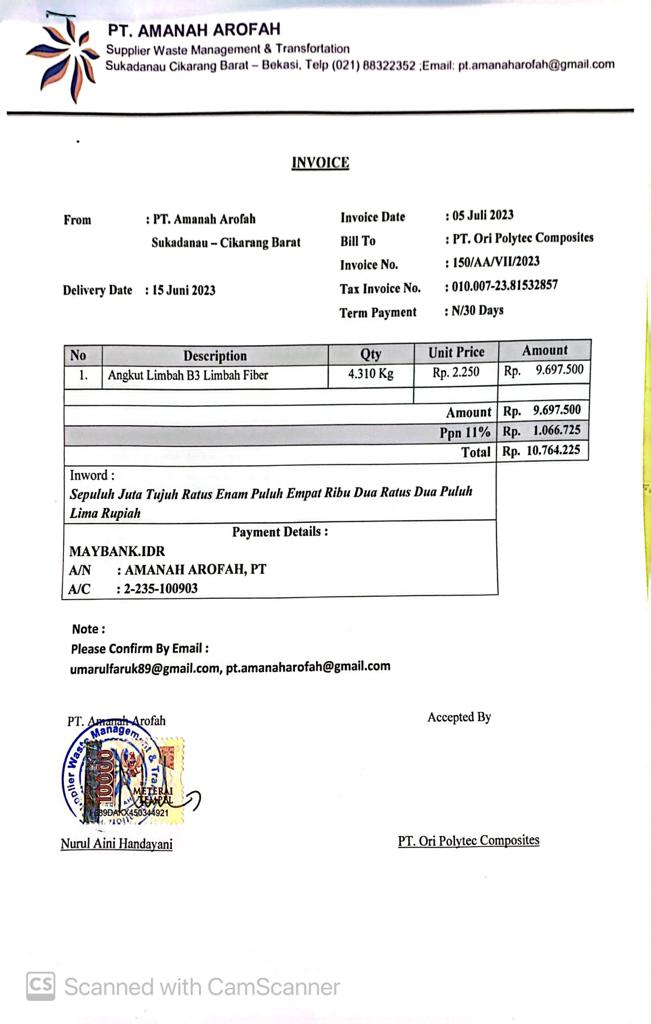 PT. AMANAH AROFAH
Supplier Waste Management & Transfortation
Sukadanau Cikarang Barat – Bekasi, Telp (021) 88322352 ;Email: pt.amanaharofah@gmail.com
INVOICE
From : PT. Amanah Arofah
Sukadanau – Cikarang Barat
Delivery Date : 15 Juni 2023
Invoice Date : 05 Juli 2023
Bill To : PT. Ori Polytec Composites
Invoice No. : 150/AA/VII/2023
Tax Invoice No. : 010.007-23.81532857
Term Payment : N/30 Days
No Description Qty Unit Price Amount
1. Angkut Limbah B3 Limbah Fiber 4.310 Kg Rp. 2.250 Rp. 9.697.500
Amount Rp. 9.697.500
Ppn 11% Rp. 1.066.725
Total Rp. 10.764.225
Inword :
Sepuluh Juta Tujuh Ratus Enam Puluh Empat Ribu Dua Ratus Dua Puluh
Lima Rupiah
Payment Details :
MAYBANK.IDR
A/N : AMANAH AROFAH, PT
A/C : 2-235-100903
Note :
Please Confirm By Email :
umarulfaruk89@gmail.com, pt.amanaharofah@gmail.com
PT. Amanah Arofah
Accepted By
Waste Management &
10000
METERAI
TEMPEL
Nurul Aini Handayani
PT. Ori Polytec Composites
CS Scanned with CamScanner